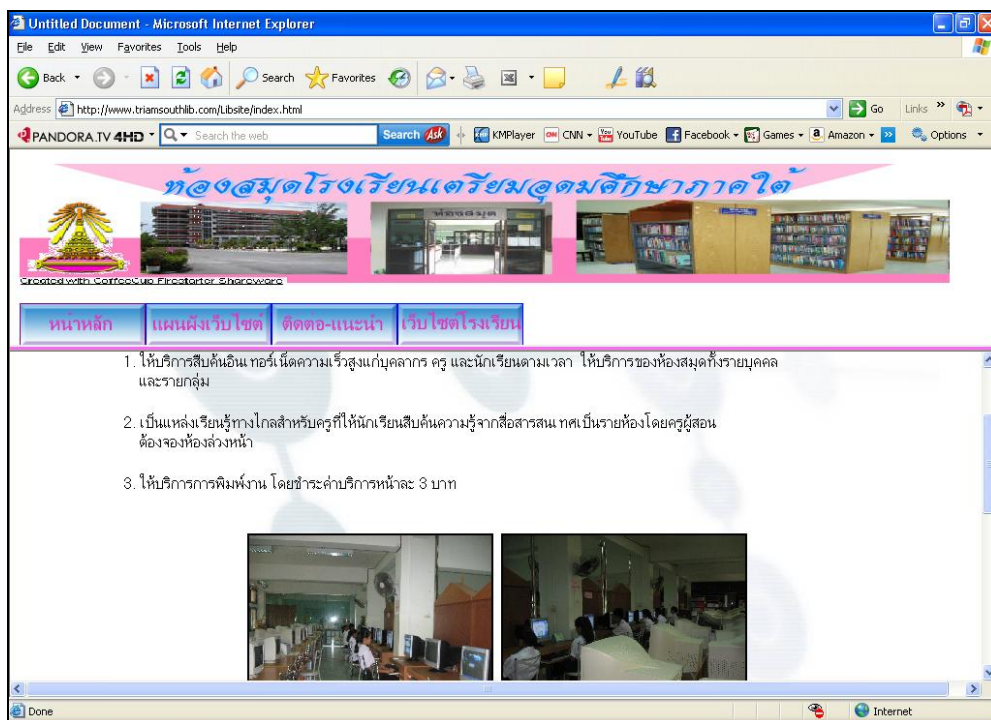 Untitled Document - Microsoft Internet Explorer
File Edit View Favorites Tools Help
Back Search Favorites
Address http://www.triamsouthlib.com/Libsite/index.html Go Links
PANDORA.TV 4HD Search the web Search Ask KMPlayer CNN YouTube Facebook Games Amazon Options
ห้องสมุดโรงเรียนเตรียมอุดมศึกษาภาคใต้
ห้องสมุด
Created with CoffeeCup Firestarter Shareware
หน้าหลัก แผนผังเว็บไซต์ ติดต่อ-แนะนำ เว็บไซต์โรงเรียน
1. ให้บริการสืบค้นอินเทอร์เน็ตความเร็วสูงแก่บุคลากร ครู และนักเรียนตามเวลา ให้บริการของห้องสมุดทั้งรายบุคคล
และรายกลุ่ม
2. เป็นแหล่งเรียนรู้ทางไกลสำหรับครูที่ให้นักเรียนสืบค้นความรู้จากสื่อสารสนเทศเป็นรายห้องโดยครูผู้สอน
ต้องจองห้องล่วงหน้า
3. ให้บริการการพิมพ์งาน โดยชำระค่าบริการหน้าละ 3 บาท
Done Internet